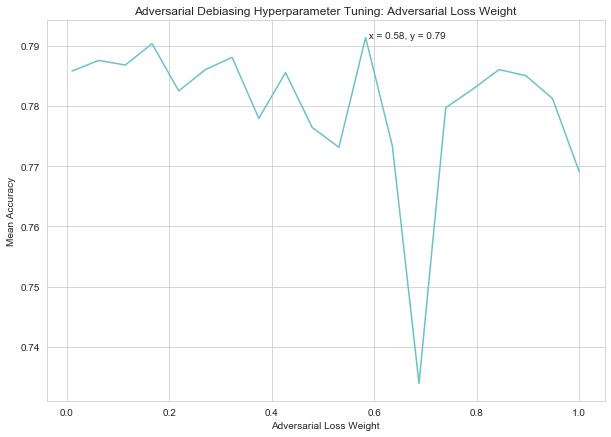 Adversarial Debiasing Hyperparameter Tuning: Adversarial Loss Weight
x = 0.58, y = 0.79
0.79
0.78
0.77
0.76
0.75
0.74
Mean Accuracy
0.0 0.2 0.4 0.6 0.8 1.0
Adversarial Loss Weight